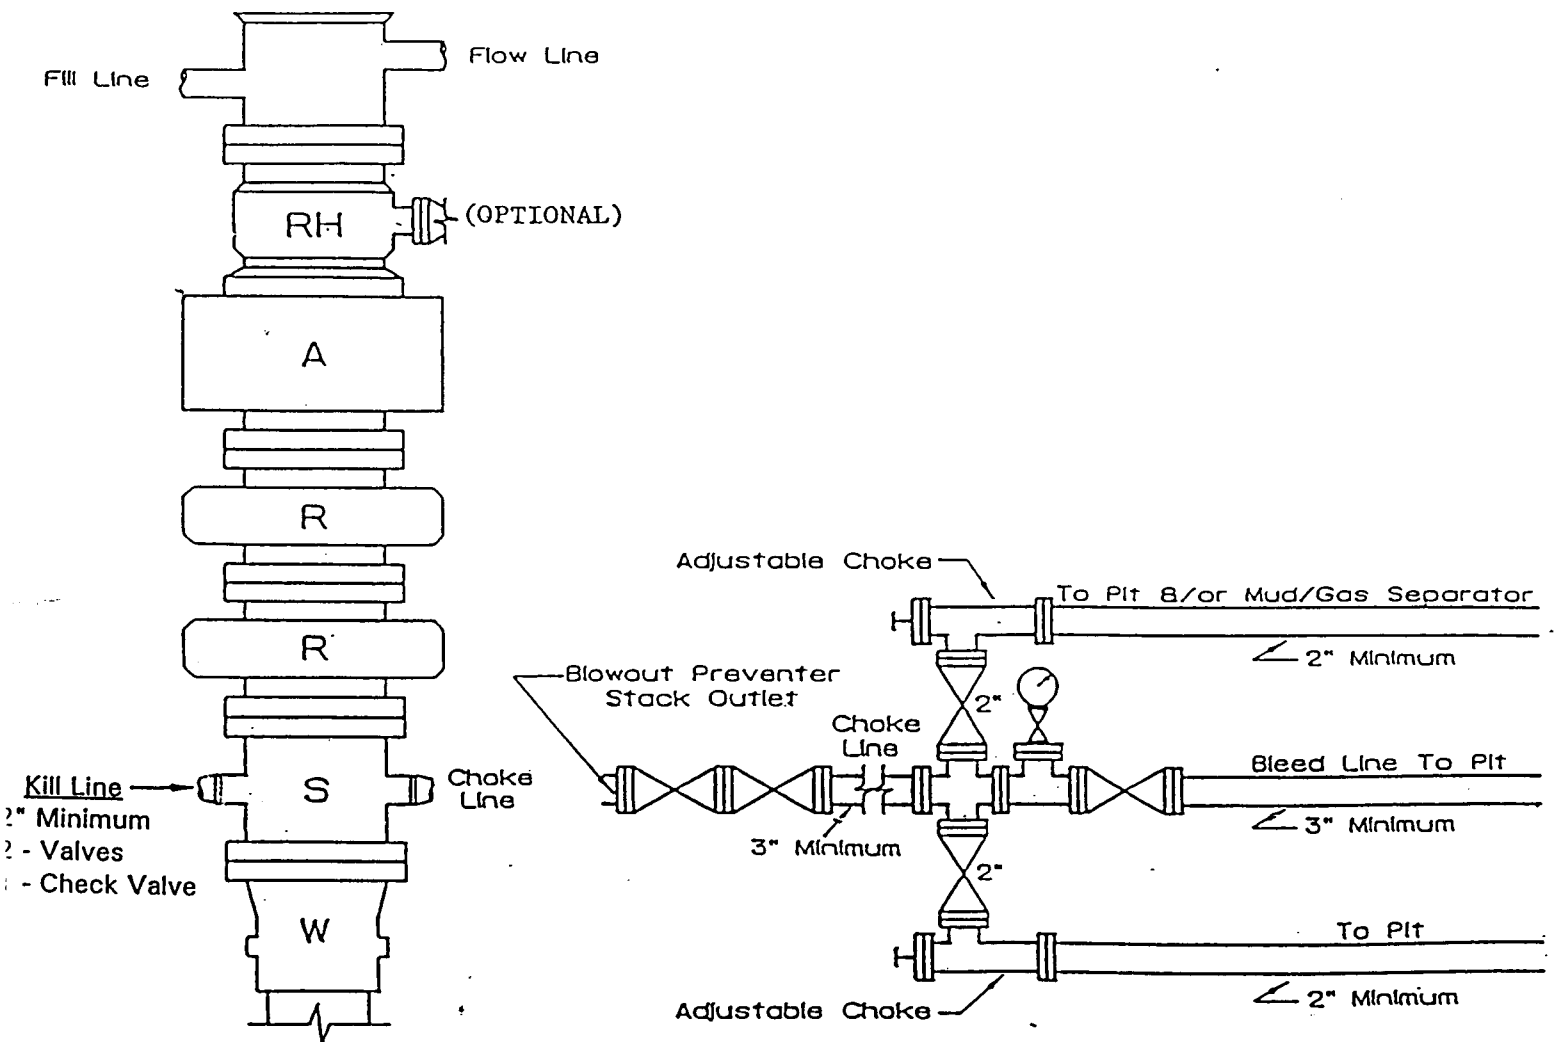 Flow Line
Fill Line
RH
(OPTIONAL)
A
R
R
S
Kill Line
2" Minimum
2 - Valves
- Check Valve
Choke
Line
W
Adjustable Choke
To Pit &/or Mud/Gas Separator
2" Minimum
Blowout Preventer
Stack Outlet
2"
Choke
Line
Bleed Line To Pit
3" Minimum
3" Minimum
2"
To Pit
2" Minimum
Adjustable Choke